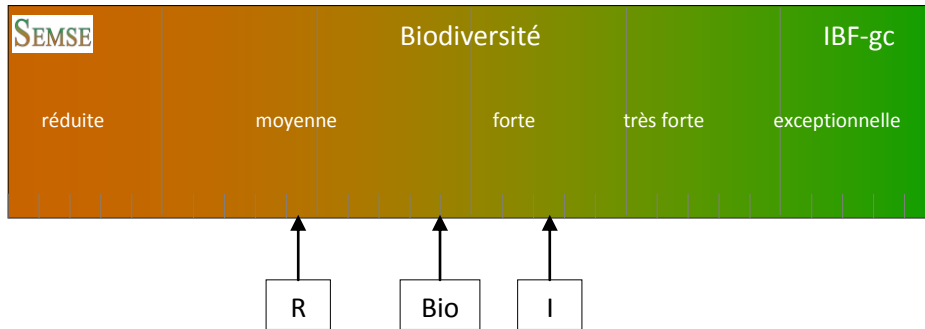 SEMSE Biodiversité IBF-gc
réduite moyenne forte très forte exceptionnelle
R Bio I